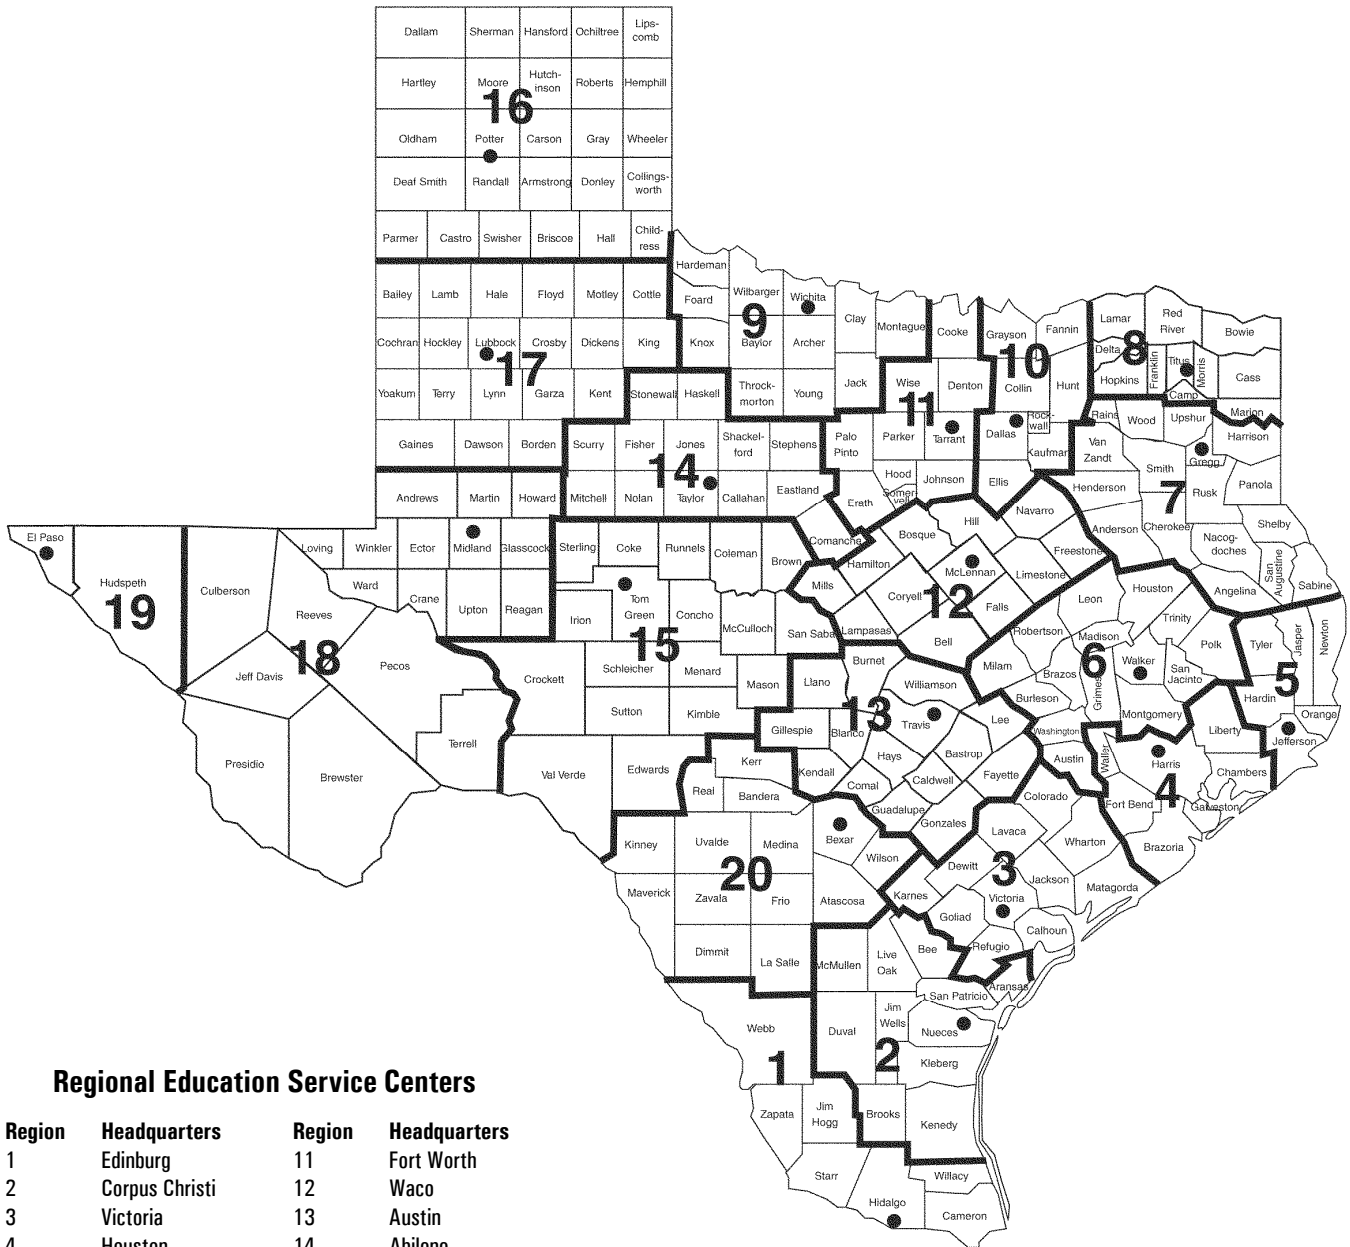 Dallam Sherman Hansford Ochiltree Lips-
comb
Hartley Moore Hutch-
inson Roberts Hemphill
16
Oldham Potter Carson Gray Wheeler
Deaf Smith Randall Armstrong Donley Collings-
worth
Parmer Castro Swisher Briscoe Hall Child-
ress
Hardeman
Bailey Lamb Hale Floyd Motley Cottle Foard Wilbarger Wichita
9
Clay Montague Cooke Grayson Fannin Lamar Red
River Bowie
Cochran Hockley Lubbock Crosby Dickens King Knox Baylor Archer
17
10
8
Delta Franklin Titus Morris Cass
Hopkins Camp
Yoakum Terry Lynn Garza Kent Stonewall Haskell Throck-
morton Young Jack Wise Denton Collin Hunt
11
Rains Wood Upshur Marion
Gaines Dawson Borden Scurry Fisher Jones Shackel-
ford Stephens Palo
Pinto Parker Tarrant Dallas Rock-
wall Kaufman Van
Zandt Smith Gregg Harrison
14
7
Andrews Martin Howard Mitchell Nolan Taylor Callahan Eastland Erath Hood Somer-
vell Johnson Ellis Henderson Rusk Panola
El Paso Hudspeth Culberson Loving Winkler Ector Midland Glasscock Sterling Coke Runnels Coleman Brown Comanche Hamilton Bosque Hill Navarro Freestone Anderson Cherokee Nacog-
doches Shelby San
Augustine Sabine
19
Reeves Ward Crane Upton Reagan Irion Tom
Green Concho McCulloch San Saba Mills Lampasas Coryell McLennan Limestone Falls Bell Leon Houston Angelina
18
15
12
Jeff Davis Pecos Crockett Schleicher Menard Mason Llano Burnet Williamson Milam Robertson Madison Brazos Grimes Walker Trinity San
Jacinto Polk Tyler Jasper Newton
6
5
Presidio Brewster Terrell Sutton Kimble Gillespie Blanco Travis Lee Burleson Washington Montgomery Liberty Hardin Orange Jefferson
13
Val Verde Edwards Kerr Real Bandera Kendall Hays Comal Caldwell Bastrop Fayette Austin Waller Harris Chambers
4
Guadalupe Gonzales Colorado Fort Bend Galveston
Kinney Uvalde Medina Bexar Wilson Lavaca Wharton Brazoria
20
3
Maverick Zavala Frio Atascosa Karnes Dewitt Victoria Jackson Matagorda
Goliad Calhoun
Dimmit La Salle McMullen Live
Oak Bee Refugio
Aransas
San Patricio
Webb Duval Jim
Wells Nueces
1
2
Kleberg
Zapata Jim
Hogg Brooks Kenedy
Starr Hidalgo Willacy
Cameron
Regional Education Service Centers
Region Headquarters Region Headquarters
1 Edinburg 11 Fort Worth
2 Corpus Christi 12 Waco
3 Victoria 13 Austin
4 Houston 14 Abilene